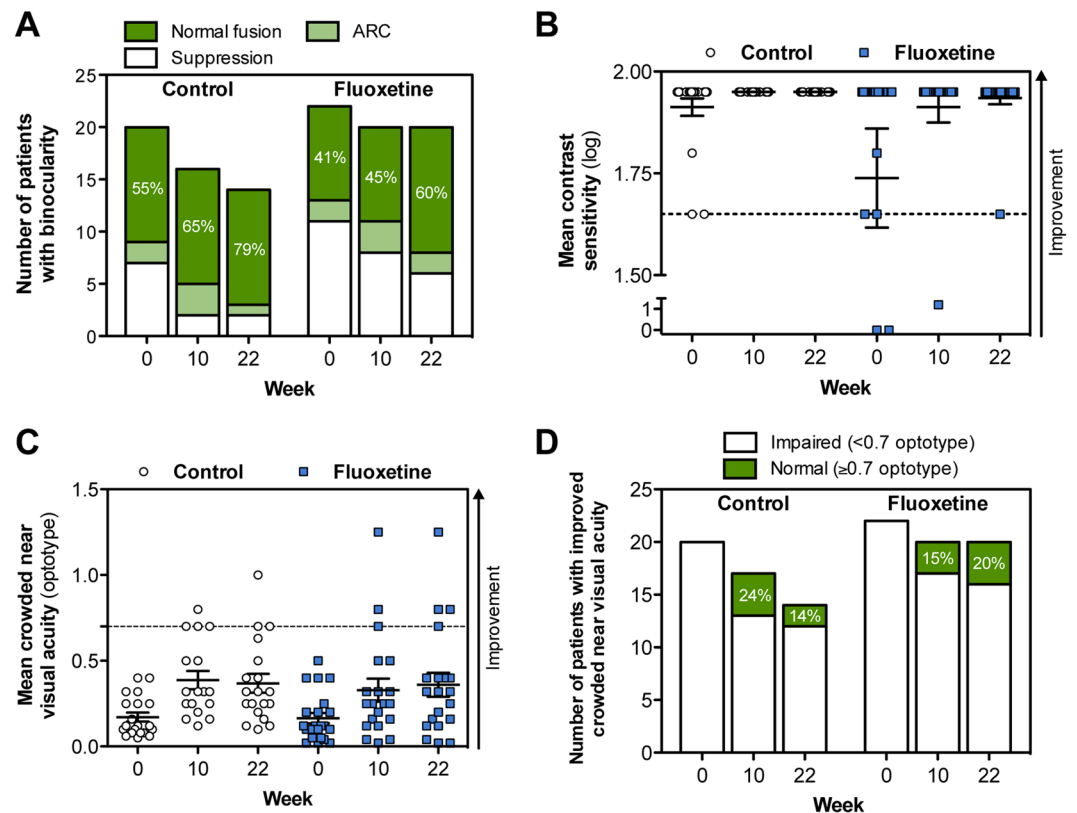 A
Normal fusion
ARC
Suppression
Control
Fluoxetine
Number of patients
with binocularity
25
20
15
10
5
0
55%
65%
79%
41%
45%
60%
0
10
22
0
10
22
Week
B
Control
Fluoxetine
Mean contrast
sensitivity (log)
2.00
1.75
1.50
1
0
0
10
22
0
10
22
Week
Improvement
C
Control
Fluoxetine
Mean crowded near
visual acuity (optotype)
1.5
1.0
0.5
0.0
0
10
22
0
10
22
Week
Improvement
D
Impaired (<0.7 optotype)
Normal (≥0.7 optotype)
Control
Fluoxetine
Number of patients with improved
crowded near visual acuity
25
20
15
10
5
0
24%
14%
15%
20%
0
10
22
0
10
22
Week